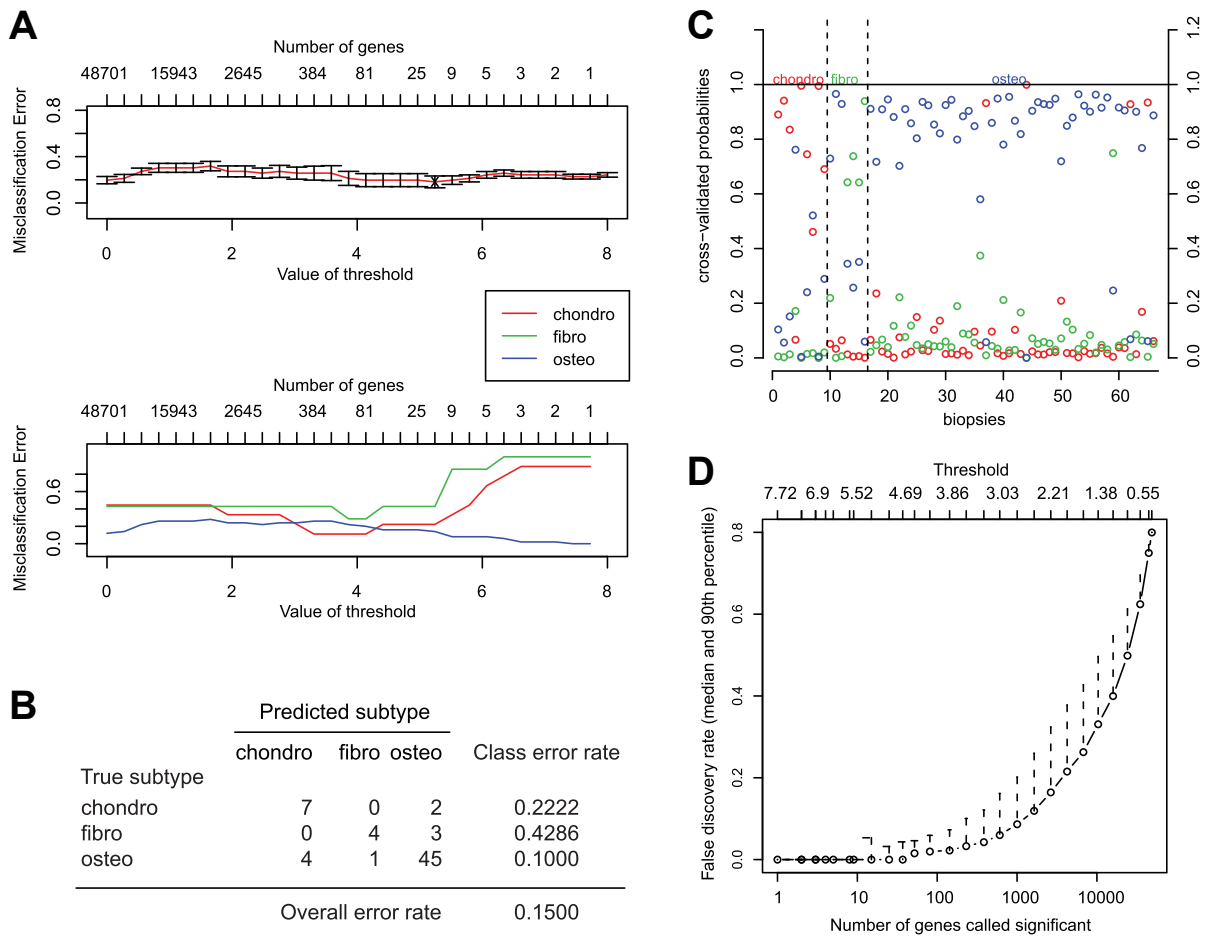 A
Number of genes
48701 15943 2645 384 81 25 9 5 3 2 1
Misclassification Error
0.0 0.4 0.8
0 2 4 6 8
Value of threshold
chondro
fibro
osteo
Number of genes
48701 15943 2645 384 81 25 9 5 3 2 1
Misclassification Error
0.0 0.6
0 2 4 6 8
Value of threshold
B
Predicted subtype
chondro fibro osteo Class error rate
True subtype
chondro 7 0 2 0.2222
fibro 0 4 3 0.4286
osteo 4 1 45 0.1000
Overall error rate 0.1500
C
cross−validated probabilities
0.0 0.2 0.4 0.6 0.8 1.0
chondro fibro osteo
0.0 0.2 0.4 0.6 0.8 1.0 1.2
0 10 20 30 40 50 60
biopsies
D
Threshold
7.72 6.9 5.52 4.69 3.86 3.03 2.21 1.38 0.55
False discovery rate (median and 90th percentile)
0.0 0.2 0.4 0.6 0.8
1 10 100 1000 10000
Number of genes called significant